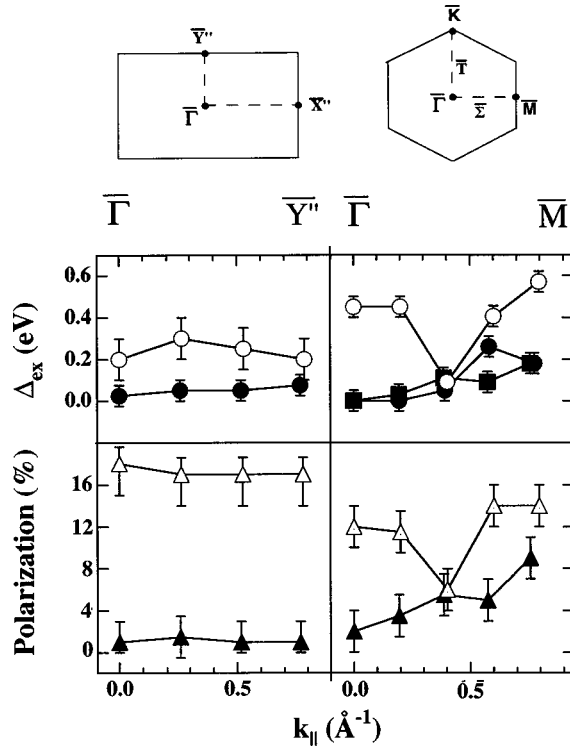 Y̅" K̅
T̅
Γ̅ X̅" Γ̅ Σ̅ M̅
Γ̅ Y̅" Γ̅ M̅
Δex (eV)
0.6
0.4
0.2
0.0
Polarization (%)
16
12
8
4
0
0.0 0.5 0.0 0.5
k|| (Å-1)